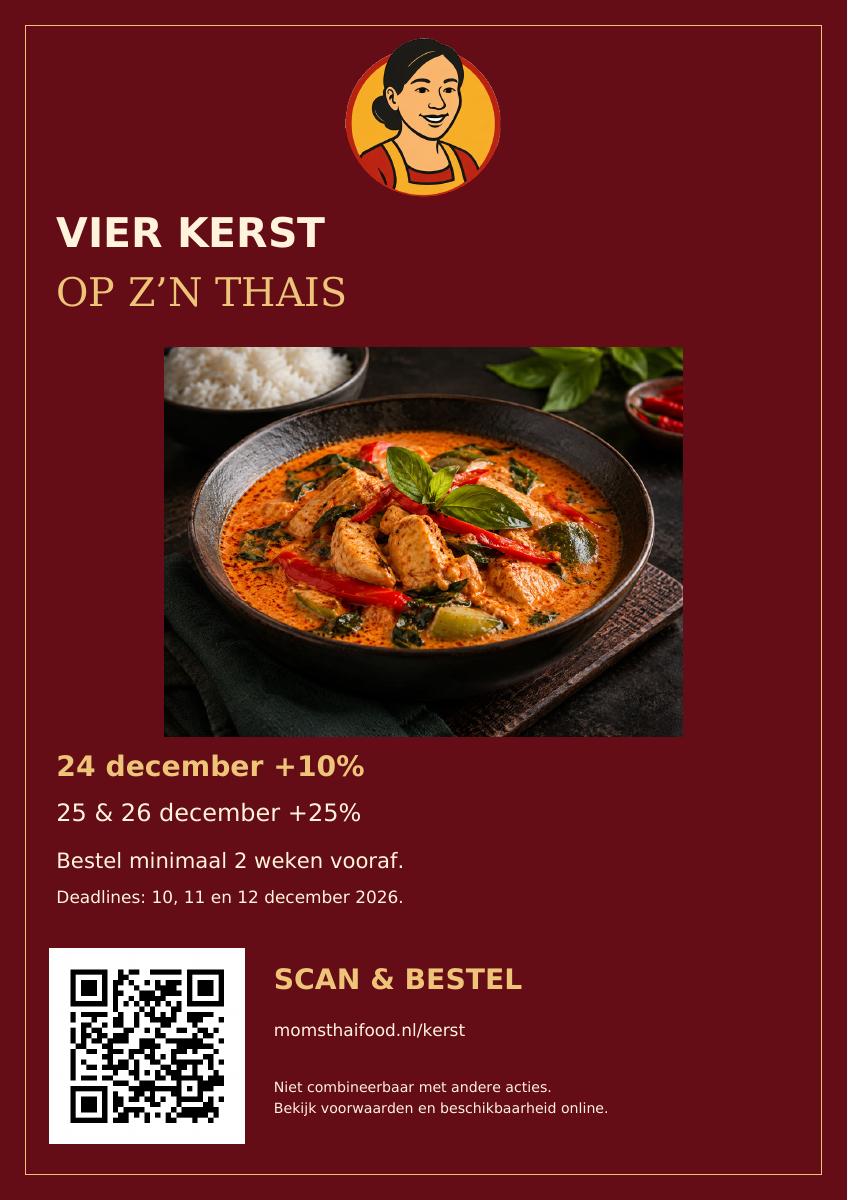 VIER KERST
OP Z’N THAIS
24 december +10%
25 & 26 december +25%
Bestel minimaal 2 weken vooraf.
Deadlines: 10, 11 en 12 december 2026.
SCAN & BESTEL
momsthaifood.nl/kerst
Niet combineerbaar met andere acties.
Bekijk voorwaarden en beschikbaarheid online.